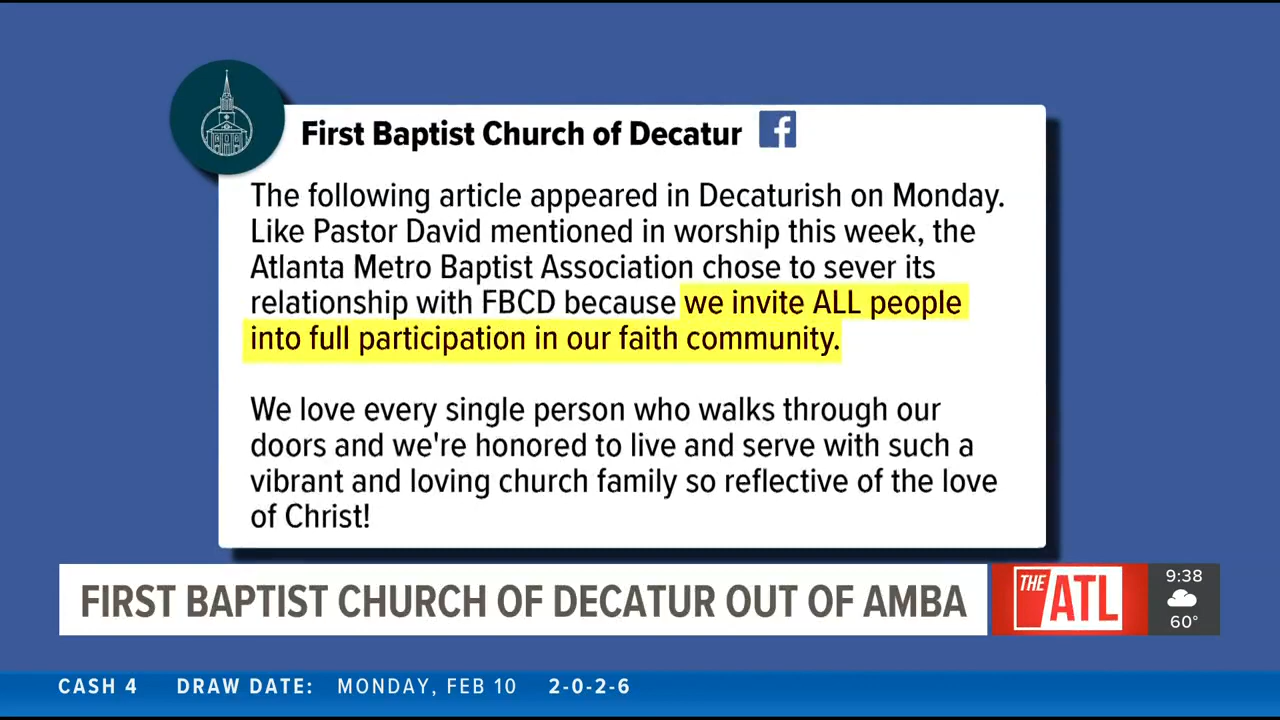 First Baptist Church of Decatur f
The following article appeared in Decaturish on Monday.
Like Pastor David mentioned in worship this week, the
Atlanta Metro Baptist Association chose to sever its
relationship with FBCD because we invite ALL people
into full participation in our faith community.
We love every single person who walks through our
doors and we're honored to live and serve with such a
vibrant and loving church family so reflective of the love
of Christ!
FIRST BAPTIST CHURCH OF DECATUR OUT OF AMBA
THE ATL
9:38
60°
CASH 4 DRAW DATE: MONDAY, FEB 10 2-0-2-6